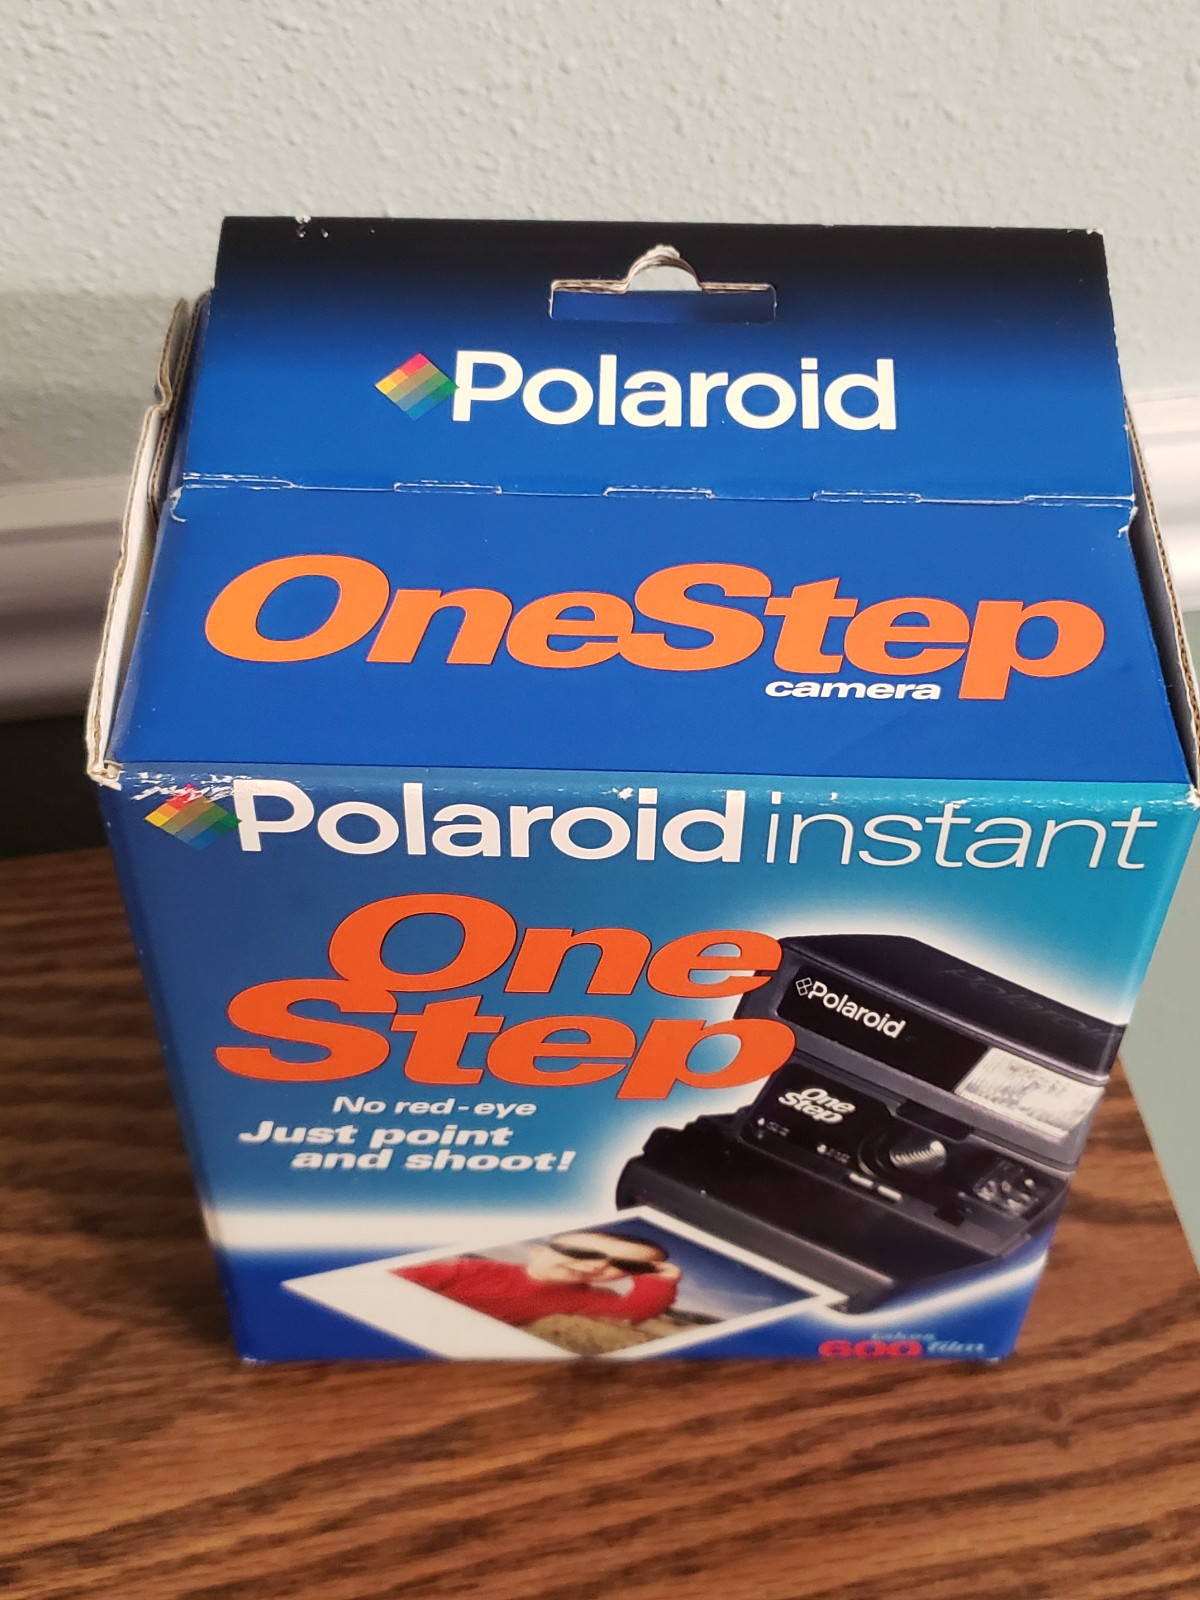 Polaroid
OneStep
camera
Polaroid instant
One
Step
No red-eye
Just point
and shoot!
Polaroid
One
Step
takes
600 film